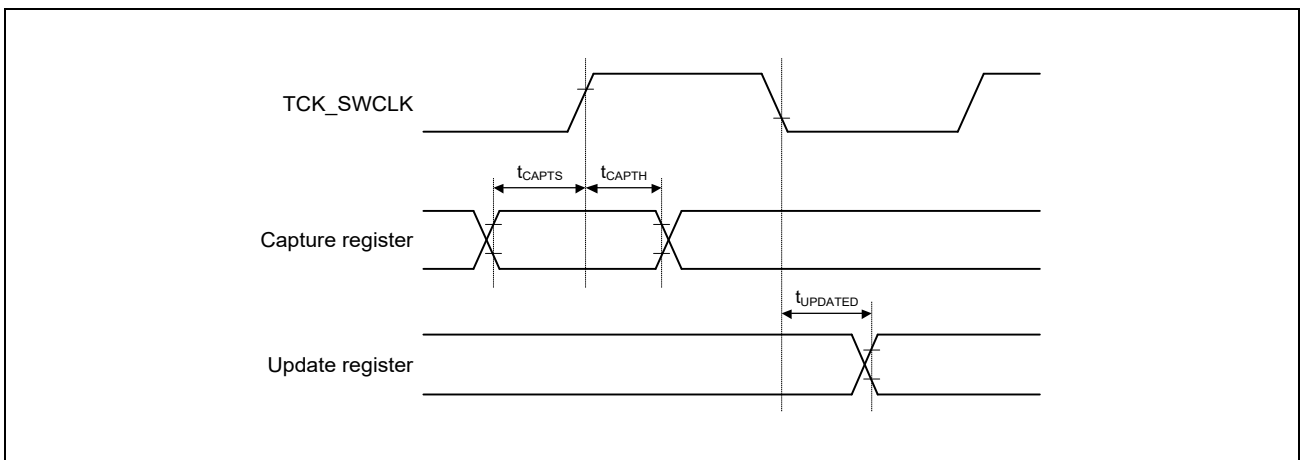 TCK_SWCLK
tCAPTS
tCAPTH
Capture register
tUPDATED
Update register